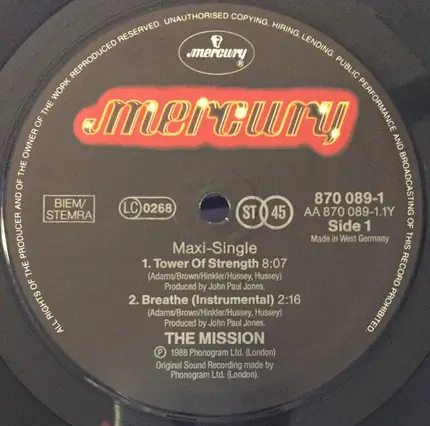 ALL RIGHTS OF THE PRODUCER AND OF THE OWNER OF THE WORK REPRODUCED RESERVED. UNAUTHORISED COPYING, HIRING, LENDING, PUBLIC PERFORMANCE AND BROADCASTING OF THIS RECORD PROHIBITED.
mercury
®
mercury
BIEM/
STEMRA
LC 0268
ST 45
870 089-1
AA 870 089-1.1Y
Side 1
Made in West Germany
Maxi-Single
1. Tower Of Strength 8:07
(Adams/Brown/Hinkler/Hussey, Hussey)
Produced by John Paul Jones.
2. Breathe (Instrumental) 2:16
(Adams/Brown/Hinkler/Hussey, Hussey)
Produced by John Paul Jones.
THE MISSION
Ⓟ 1988 Phonogram Ltd. (London)
Original Sound Recording made by
Phonogram Ltd. (London).